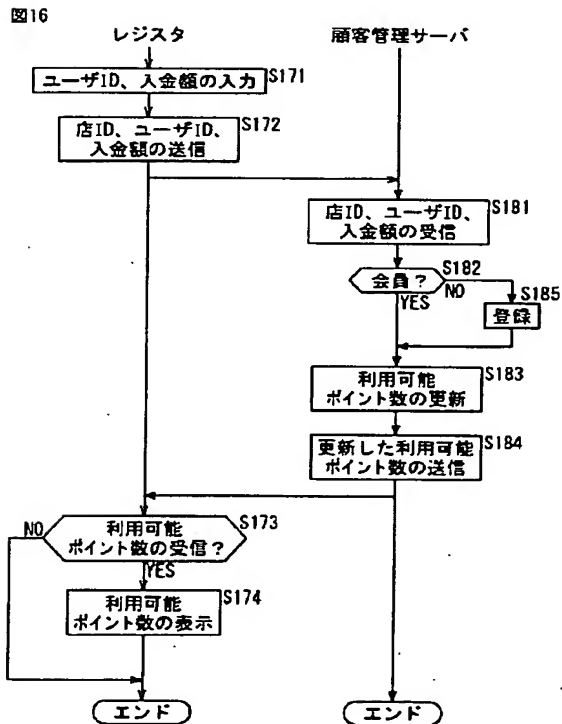 図16
レジスタ
顧客管理サーバ
ユーザID、入金額の入力
S171
店ID、ユーザID、
入金額の送信
S172
店ID、ユーザID、
入金額の受信
S181
会員?
S182
NO
YES
S185
登録
利用可能
ポイント数の更新
S183
更新した利用可能
ポイント数の送信
S184
NO
利用可能
ポイント数の受信?
S173
YES
利用可能
ポイント数の表示
S174
エンド
エンド